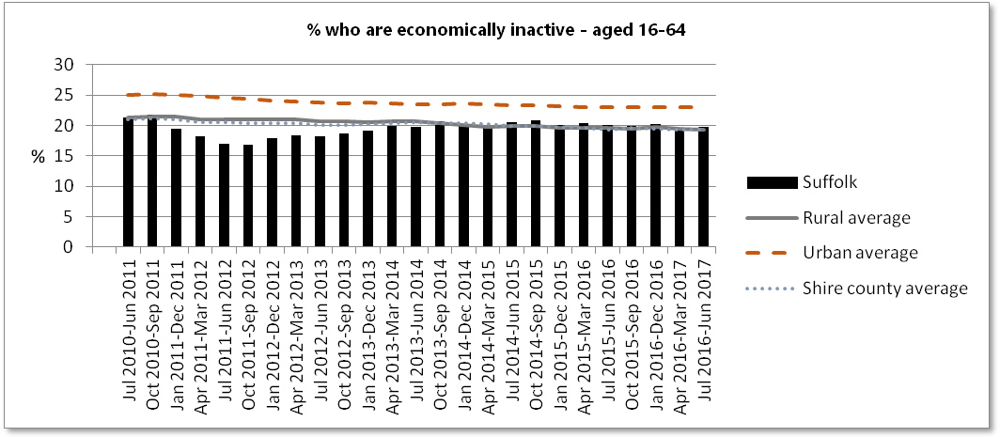 % who are economically inactive - aged 16-64
30
25
20
15
10
5
0
%
Jul 2010-Jun 2011
Oct 2010-Sep 2011
Jan 2011-Dec 2011
Apr 2011-Mar 2012
Jul 2011-Jun 2012
Oct 2011-Sep 2012
Jan 2012-Dec 2012
Apr 2012-Mar 2013
Jul 2012-Jun 2013
Oct 2012-Sep 2013
Jan 2013-Dec 2013
Apr 2013-Mar 2014
Jul 2013-Jun 2014
Oct 2013-Sep 2014
Jan 2014-Dec 2014
Apr 2014-Mar 2015
Jul 2014-Jun 2015
Oct 2014-Sep 2015
Jan 2015-Dec 2015
Apr 2015-Mar 2016
Jul 2015-Jun 2016
Oct 2015-Sep 2016
Jan 2016-Dec 2016
Apr 2016-Mar 2017
Jul 2016-Jun 2017
Suffolk
Rural average
Urban average
Shire county average